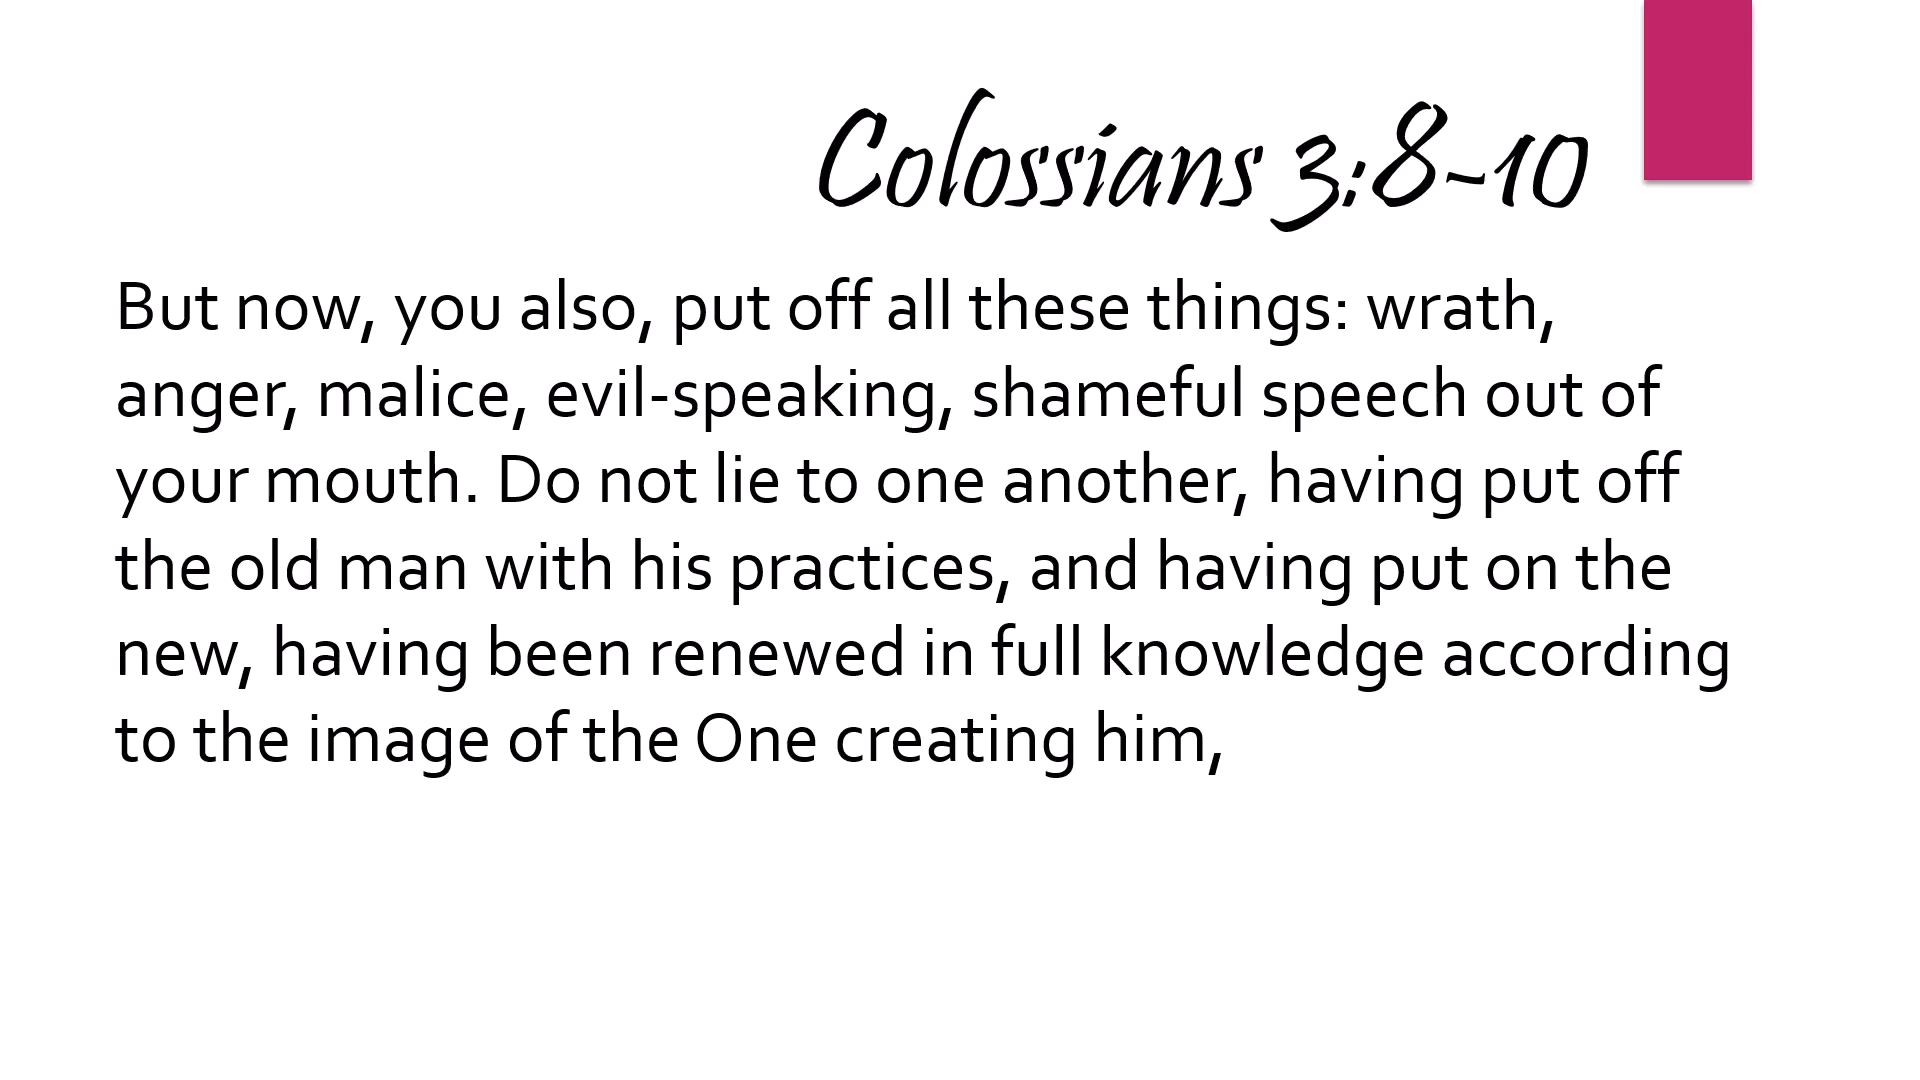 Colossians 3:8-10
But now, you also, put off all these things: wrath,
anger, malice, evil-speaking, shameful speech out of
your mouth. Do not lie to one another, having put off
the old man with his practices, and having put on the
new, having been renewed in full knowledge according
to the image of the One creating him,